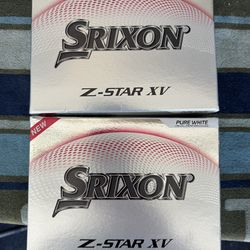 SRIXON
Z-STAR XV
NEW
PURE WHITE
SRIXON
Z-STAR XV